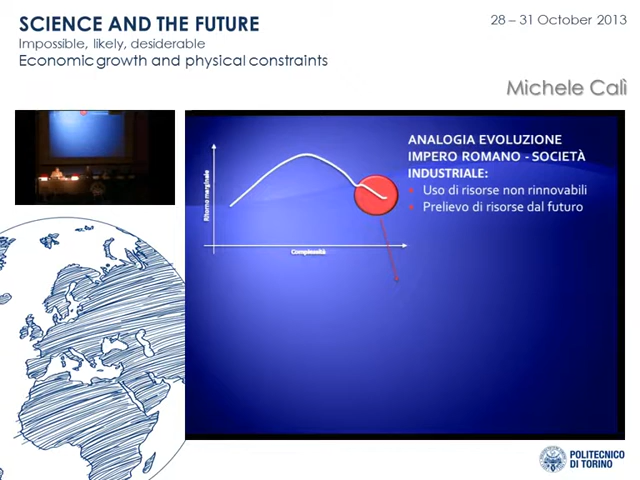 SCIENCE AND THE FUTURE
28 – 31 October 2013
Impossible, likely, desiderable
Economic growth and physical constraints
Michele Calì
ANALOGIA EVOLUZIONE
IMPERO ROMANO - SOCIETÀ
INDUSTRIALE:
Uso di risorse non rinnovabili
Prelievo di risorse dal futuro
Ritorno marginale
Complessità
POLITECNICO
DI TORINO